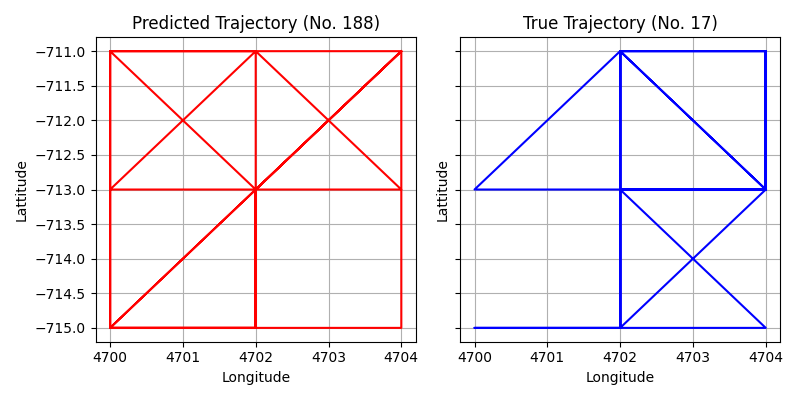 Predicted Trajectory (No. 188)
−711.0
−711.5
−712.0
−712.5
−713.0
−713.5
−714.0
−714.5
−715.0
Lattitude
4700 4701 4702 4703 4704
Longitude
True Trajectory (No. 17)
Lattitude
4700 4701 4702 4703 4704
Longitude